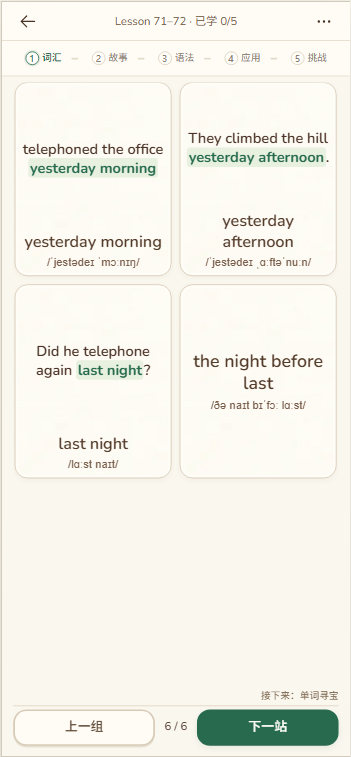 Lesson 71–72 · 已学 0/5
1 词汇 – 2 故事 – 3 语法 – 4 应用 – 5 挑战
telephoned the office
yesterday morning
yesterday morning
/ˈjestədeɪ ˈmɔːnɪŋ/
They climbed the hill
yesterday afternoon.
yesterday
afternoon
/ˈjestədeɪ ˌɑːftəˈnuːn/
Did he telephone
again last night?
last night
/lɑːst naɪt/
the night before
last
/ðə naɪt bɪˈfɔː lɑːst/
接下来：单词寻宝
上一组
6 / 6
下一站